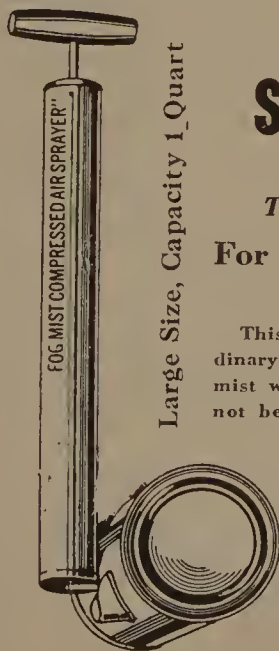 FOG MIST COMPRESSED AIR SPRAYER"
Large Size, Capacity 1 Quart
S
T
For
This
dinary
mist w
not be